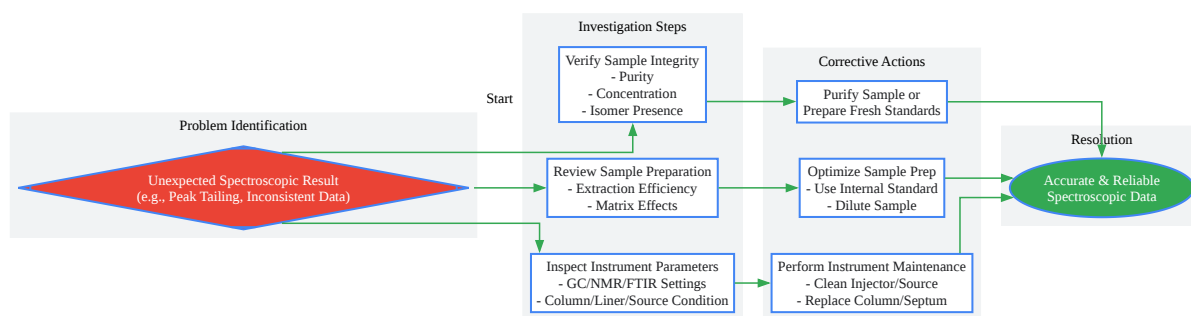 Problem Identification
Unexpected Spectroscopic Result
(e.g., Peak Tailing, Inconsistent Data)
Start
Investigation Steps
Verify Sample Integrity
- Purity
- Concentration
- Isomer Presence
Review Sample Preparation
- Extraction Efficiency
- Matrix Effects
Inspect Instrument Parameters
- GC/NMR/FTIR Settings
- Column/Liner/Source Condition
Corrective Actions
Purify Sample or
Prepare Fresh Standards
Optimize Sample Prep
- Use Internal Standard
- Dilute Sample
Perform Instrument Maintenance
- Clean Injector/Source
- Replace Column/Septum
Resolution
Accurate & Reliable
Spectroscopic Data